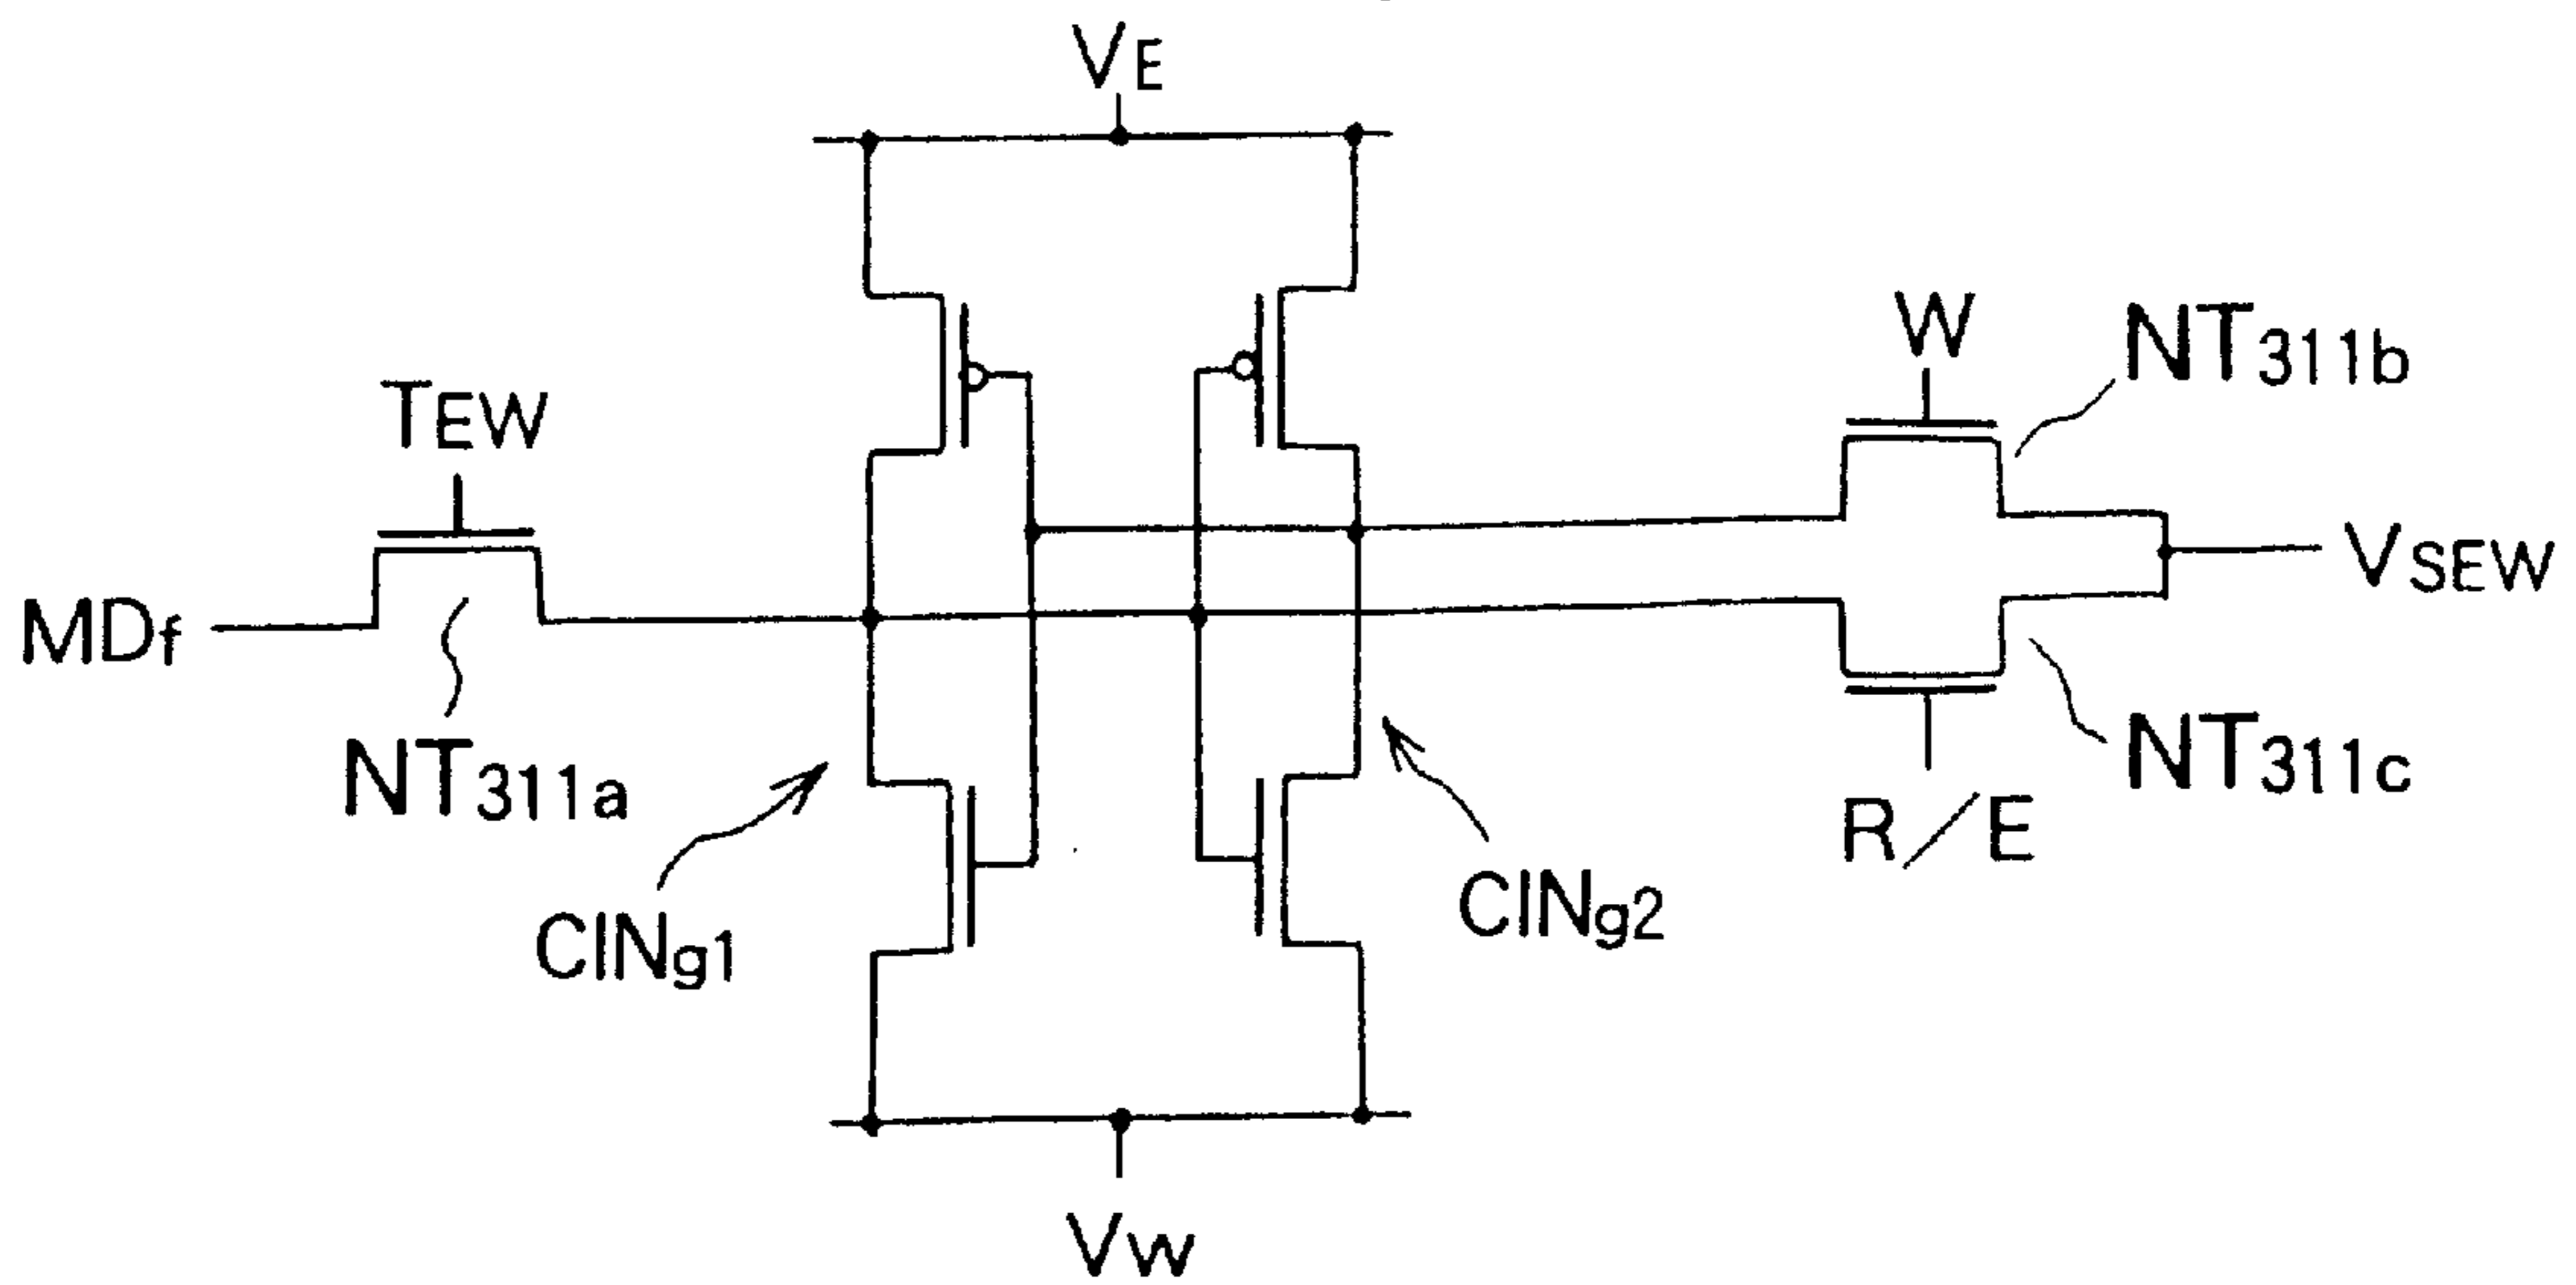 VE
W
NT311b
TEW
VSEW
MDf
NT311a
NT311c
R/E
CINg1
CINg2
VW